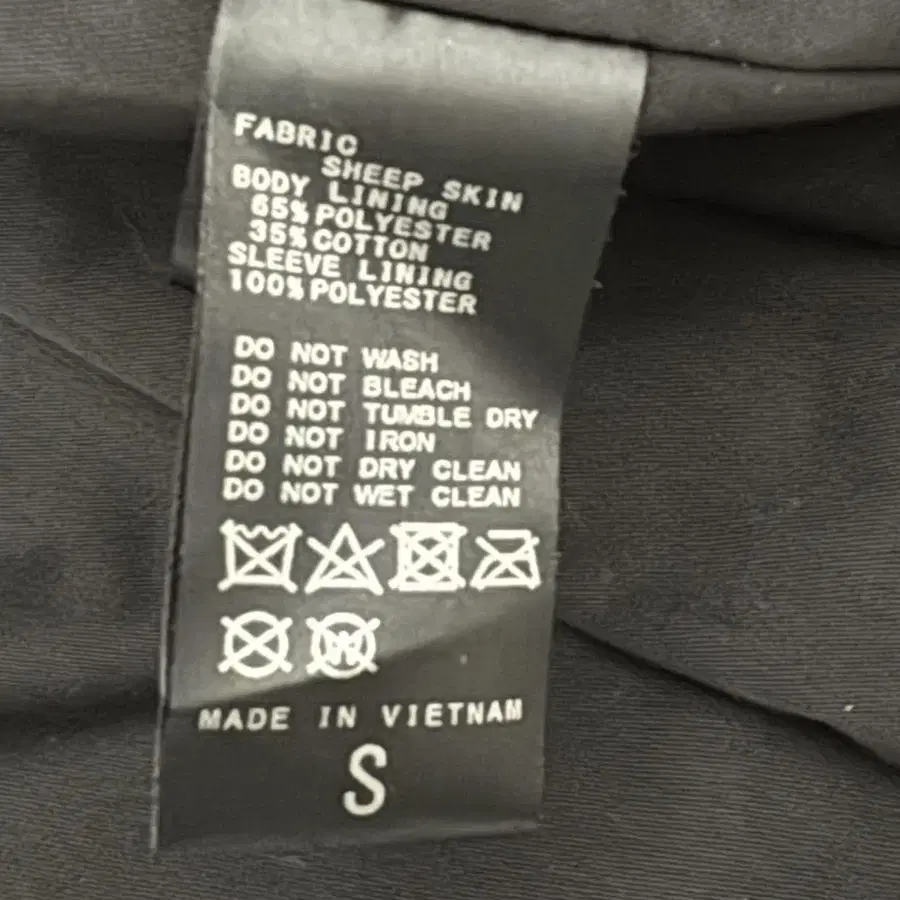 FABRIC
SHEEP SKIN
BODY LINING
65% POLYESTER
35% COTTON
SLEEVE LINING
100% POLYESTER
DO NOT WASH
DO NOT BLEACH
DO NOT TUMBLE DRY
DO NOT IRON
DO NOT DRY CLEAN
DO NOT WET CLEAN
W
MADE IN VIETNAM
S